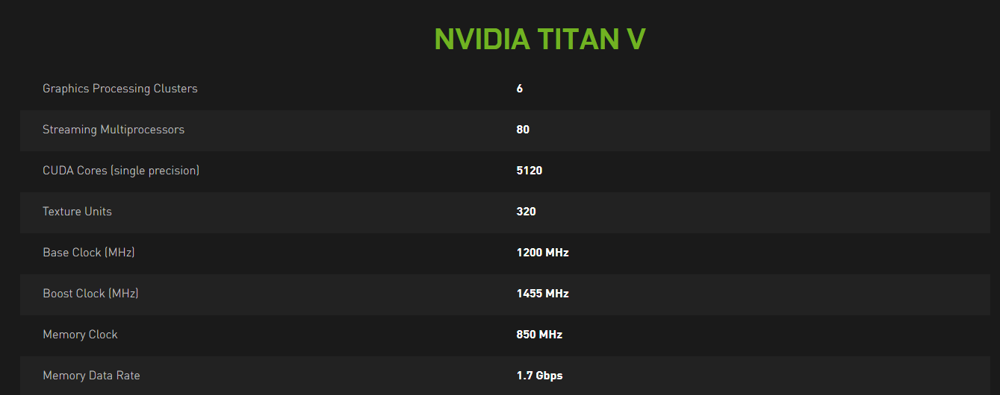 NVIDIA TITAN V
Graphics Processing Clusters 6
Streaming Multiprocessors 80
CUDA Cores (single precision) 5120
Texture Units 320
Base Clock (MHz) 1200 MHz
Boost Clock (MHz) 1455 MHz
Memory Clock 850 MHz
Memory Data Rate 1.7 Gbps